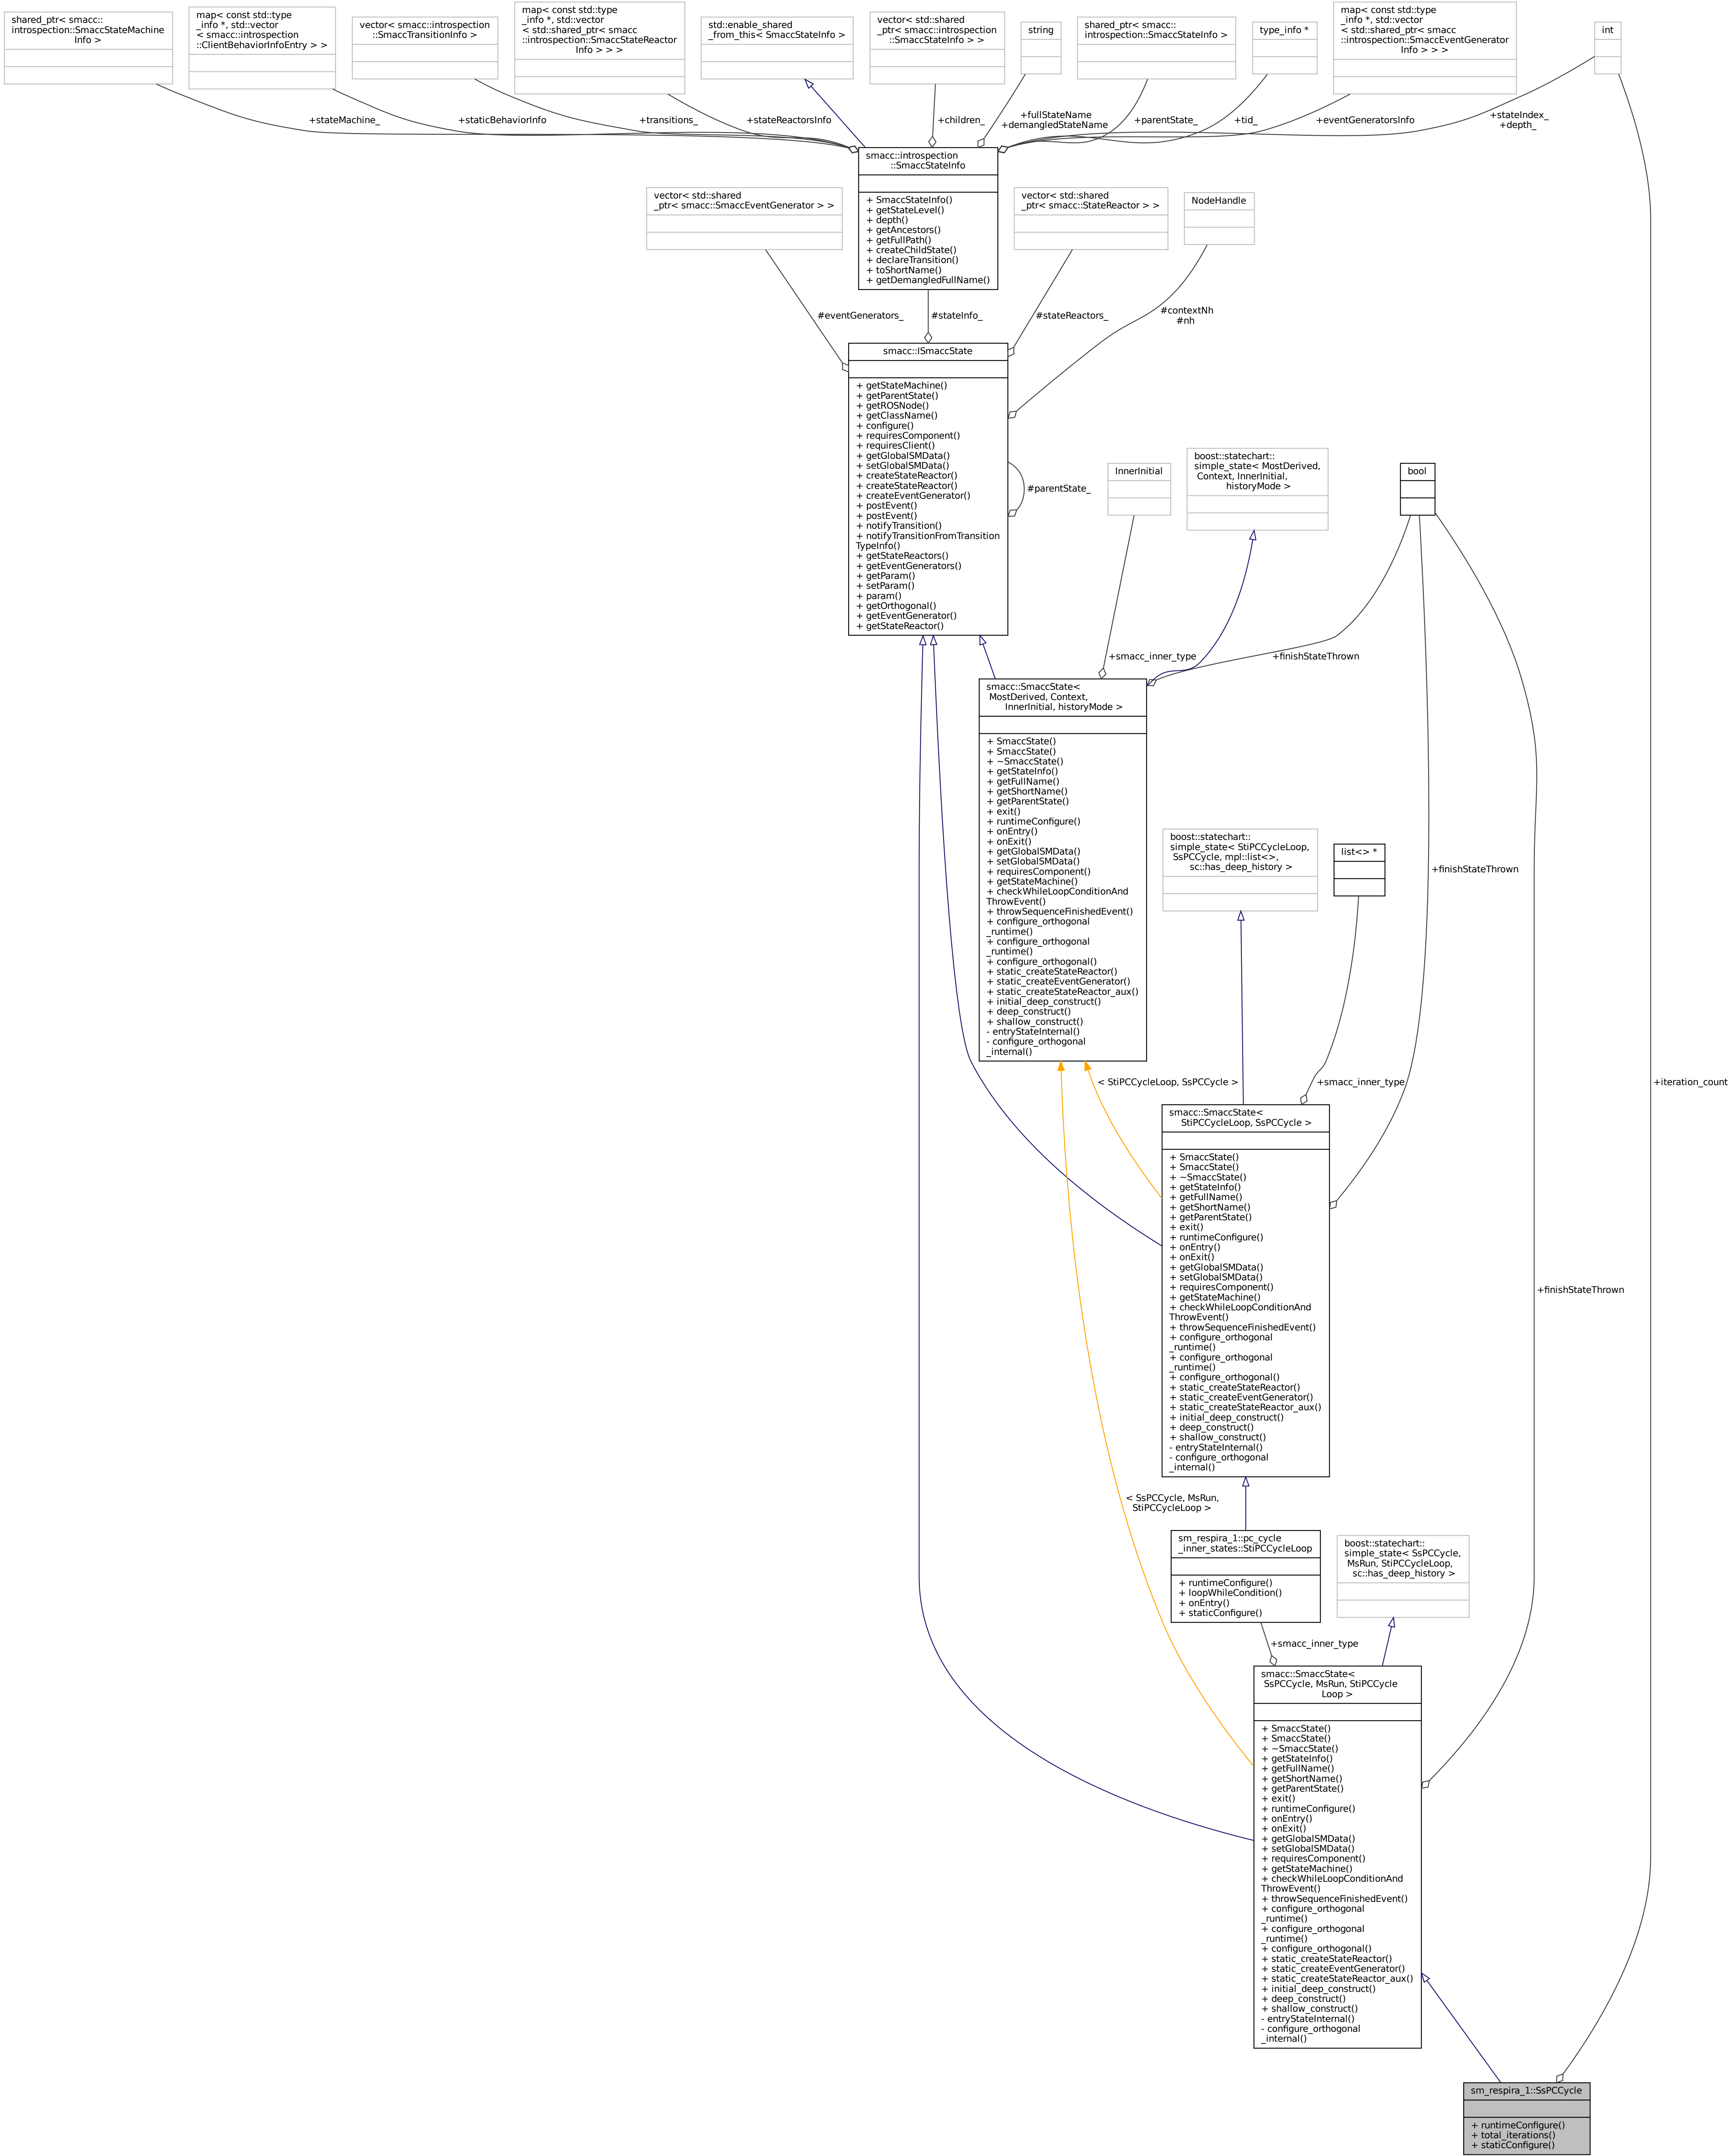 shared_ptr< smacc::
introspection::SmaccStateMachine
Info >
map< const std::type
_info *, std::vector
< smacc::introspection
::ClientBehaviorInfoEntry > >
vector< smacc::introspection
::SmaccTransitionInfo >
map< const std::type
_info *, std::vector
< std::shared_ptr< smacc
::introspection::SmaccStateReactor
Info > > >
std::enable_shared
_from_this< SmaccStateInfo >
vector< std::shared
_ptr< smacc::introspection
::SmaccStateInfo > >
string
shared_ptr< smacc::
introspection::SmaccStateInfo >
type_info *
map< const std::type
_info *, std::vector
< std::shared_ptr< smacc
::introspection::SmaccEventGenerator
Info > > >
int
+stateMachine_
+staticBehaviorInfo
+transitions_
+stateReactorsInfo
+children_
+fullStateName
+demangledStateName
+parentState_
+tid_
+eventGeneratorsInfo
+stateIndex_
+depth_
smacc::introspection
::SmaccStateInfo
+ SmaccStateInfo()
+ getStateLevel()
+ depth()
+ getAncestors()
+ getFullPath()
+ createChildState()
+ declareTransition()
+ toShortName()
+ getDemangledFullName()
vector< std::shared
_ptr< smacc::SmaccEventGenerator > >
vector< std::shared
_ptr< smacc::StateReactor > >
NodeHandle
#eventGenerators_
#stateInfo_
#stateReactors_
#contextNh
#nh
smacc::ISmaccState
+ getStateMachine()
+ getParentState()
+ getROSNode()
+ getClassName()
+ configure()
+ requiresComponent()
+ requiresClient()
+ getGlobalSMData()
+ setGlobalSMData()
+ createStateReactor()
+ createStateReactor()
+ createEventGenerator()
+ postEvent()
+ postEvent()
+ notifyTransition()
+ notifyTransitionFromTransition
TypeInfo()
+ getStateReactors()
+ getEventGenerators()
+ getParam()
+ setParam()
+ param()
+ getOrthogonal()
+ getEventGenerator()
+ getStateReactor()
#parentState_
InnerInitial
boost::statechart::
simple_state< MostDerived,
Context, InnerInitial,
historyMode >
bool
+smacc_inner_type
+finishStateThrown
smacc::SmaccState<
MostDerived, Context,
InnerInitial, historyMode >
+ SmaccState()
+ SmaccState()
+ ~SmaccState()
+ getStateInfo()
+ getFullName()
+ getShortName()
+ getParentState()
+ exit()
+ runtimeConfigure()
+ onEntry()
+ onExit()
+ getGlobalSMData()
+ setGlobalSMData()
+ requiresComponent()
+ getStateMachine()
+ checkWhileLoopConditionAnd
ThrowEvent()
+ throwSequenceFinishedEvent()
+ configure_orthogonal
_runtime()
+ configure_orthogonal
_runtime()
+ configure_orthogonal()
+ static_createStateReactor()
+ static_createEventGenerator()
+ static_createStateReactor_aux()
+ initial_deep_construct()
+ deep_construct()
+ shallow_construct()
- entryStateInternal()
- configure_orthogonal
_internal()
boost::statechart::
simple_state< StiPCCycleLoop,
SsPCCycle, mpl::list<>,
sc::has_deep_history >
list<> *
+finishStateThrown
< StiPCCycleLoop, SsPCCycle >
+smacc_inner_type
+iteration_count
smacc::SmaccState<
StiPCCycleLoop, SsPCCycle >
+ SmaccState()
+ SmaccState()
+ ~SmaccState()
+ getStateInfo()
+ getFullName()
+ getShortName()
+ getParentState()
+ exit()
+ runtimeConfigure()
+ onEntry()
+ onExit()
+ getGlobalSMData()
+ setGlobalSMData()
+ requiresComponent()
+ getStateMachine()
+ checkWhileLoopConditionAnd
ThrowEvent()
+ throwSequenceFinishedEvent()
+ configure_orthogonal
_runtime()
+ configure_orthogonal
_runtime()
+ configure_orthogonal()
+ static_createStateReactor()
+ static_createEventGenerator()
+ static_createStateReactor_aux()
+ initial_deep_construct()
+ deep_construct()
+ shallow_construct()
- entryStateInternal()
- configure_orthogonal
_internal()
+finishStateThrown
< SsPCCycle, MsRun,
StiPCCycleLoop >
sm_respira_1::pc_cycle
_inner_states::StiPCCycleLoop
+ runtimeConfigure()
+ loopWhileCondition()
+ onEntry()
+ staticConfigure()
boost::statechart::
simple_state< SsPCCycle,
MsRun, StiPCCycleLoop,
sc::has_deep_history >
+smacc_inner_type
smacc::SmaccState<
SsPCCycle, MsRun, StiPCCycle
Loop >
+ SmaccState()
+ SmaccState()
+ ~SmaccState()
+ getStateInfo()
+ getFullName()
+ getShortName()
+ getParentState()
+ exit()
+ runtimeConfigure()
+ onEntry()
+ onExit()
+ getGlobalSMData()
+ setGlobalSMData()
+ requiresComponent()
+ getStateMachine()
+ checkWhileLoopConditionAnd
ThrowEvent()
+ throwSequenceFinishedEvent()
+ configure_orthogonal
_runtime()
+ configure_orthogonal
_runtime()
+ configure_orthogonal()
+ static_createStateReactor()
+ static_createEventGenerator()
+ static_createStateReactor_aux()
+ initial_deep_construct()
+ deep_construct()
+ shallow_construct()
- entryStateInternal()
- configure_orthogonal
_internal()
sm_respira_1::SsPCCycle
+ runtimeConfigure()
+ total_iterations()
+ staticConfigure()